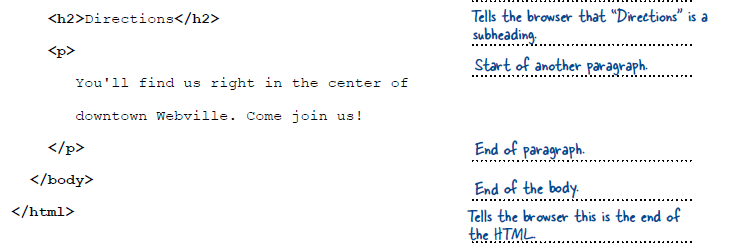 <h2>Directions</h2>
Tells the browser that "Directions" is a
subheading.
<p>
Start of another paragraph.
You'll find us right in the center of
downtown Webville. Come join us!
</p>
End of paragraph.
</body>
End of the body.
</html>
Tells the browser this is the end of
the HTML.